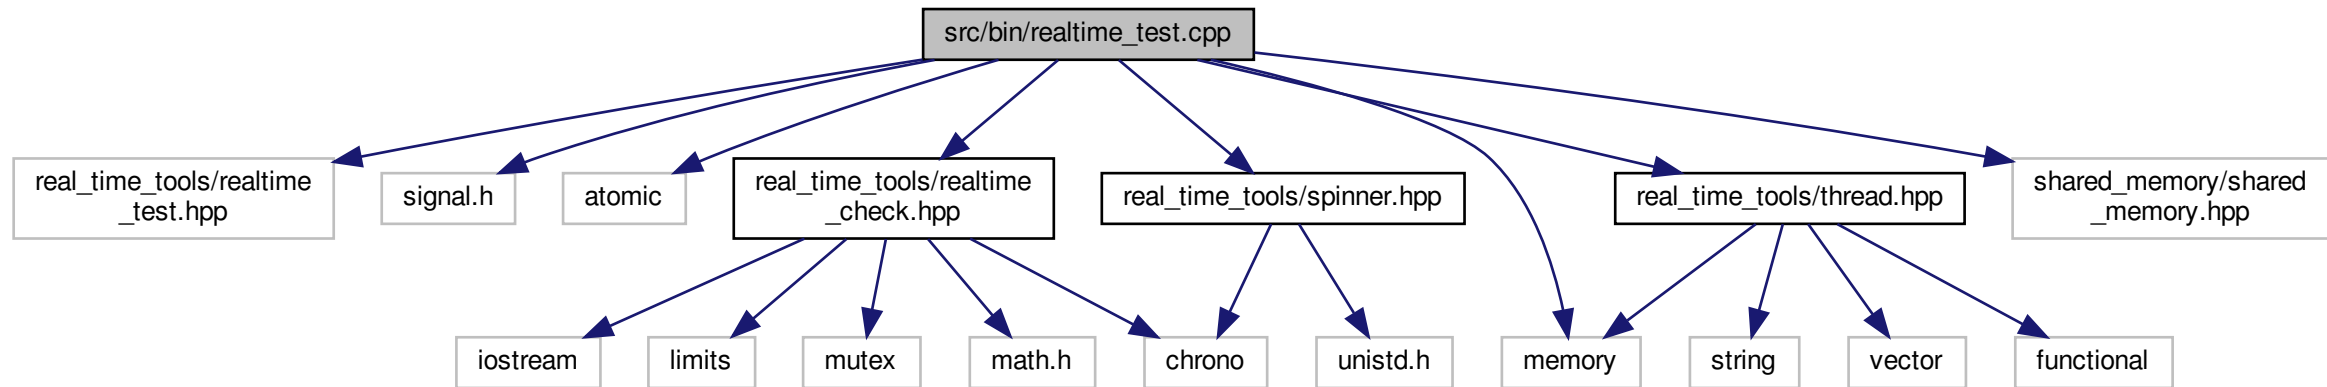 src/bin/realtime_test.cpp
real_time_tools/realtime
_test.hpp
signal.h
atomic
real_time_tools/realtime
_check.hpp
real_time_tools/spinner.hpp
real_time_tools/thread.hpp
shared_memory/shared
_memory.hpp
iostream
limits
mutex
math.h
chrono
unistd.h
memory
string
vector
functional